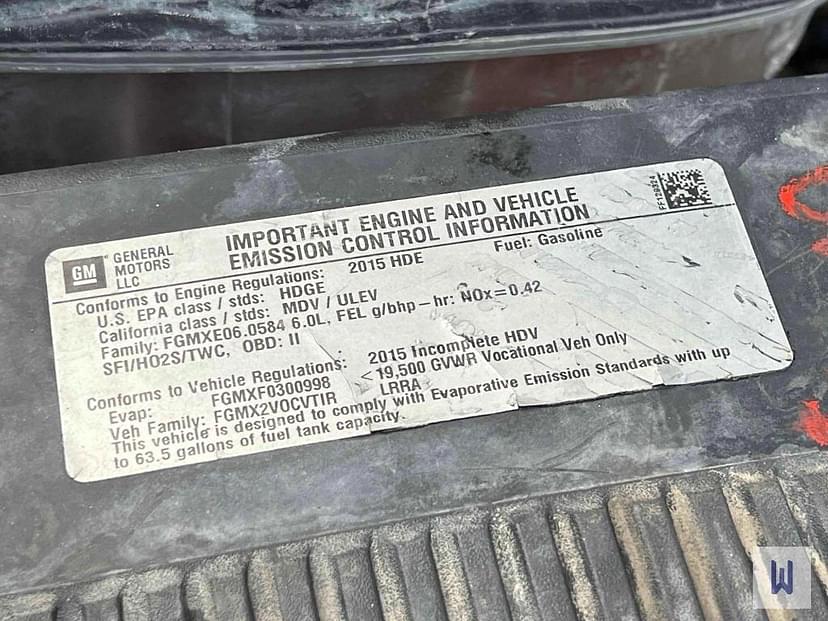 GM
GENERAL
MOTORS
LLC
IMPORTANT ENGINE AND VEHICLE
EMISSION CONTROL INFORMATION
FF129324
Conforms to Engine Regulations: 2015 HDE Fuel: Gasoline
U.S. EPA class / stds: HDGE
California class / stds: MDV / ULEV
Family: FGMXE06.0584 6.0L, FEL g/bhp-hr: NOx=0.42
SFI/HO2S/TWC, OBD: II
Conforms to Vehicle Regulations: 2015 Incomplete HDV
Evap: FGMXF0300998 <19,500 GVWR Vocational Veh Only
Veh Family: FGMX2VOCVTIR LRRA
This vehicle is designed to comply with Evaporative Emission Standards with up
to 63.5 gallons of fuel tank capacity.
W